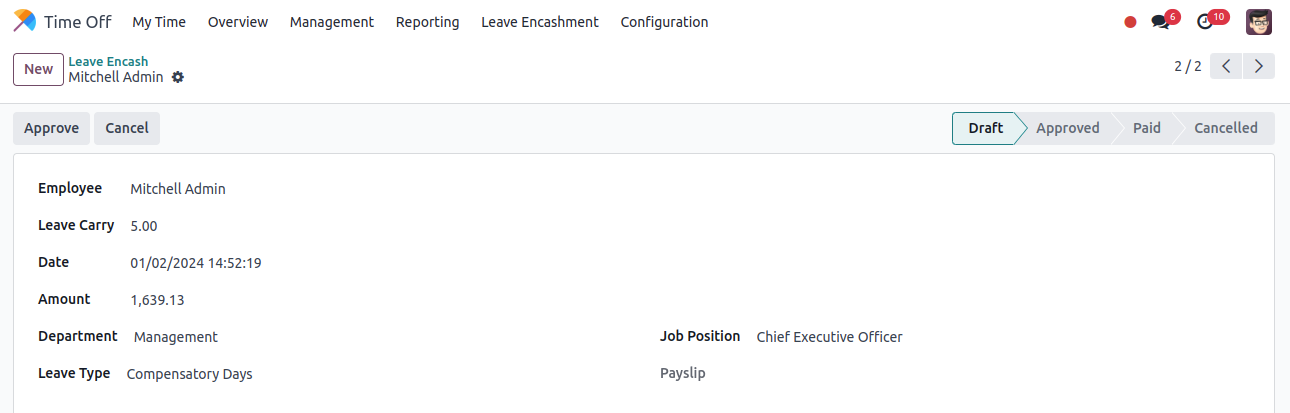 Time Off My Time Overview Management Reporting Leave Encashment Configuration 6 10
New Leave Encash
Mitchell Admin
2 / 2
Approve Cancel Draft Approved Paid Cancelled
Employee Mitchell Admin
Leave Carry 5.00
Date 01/02/2024 14:52:19
Amount 1,639.13
Department Management Job Position Chief Executive Officer
Leave Type Compensatory Days Payslip